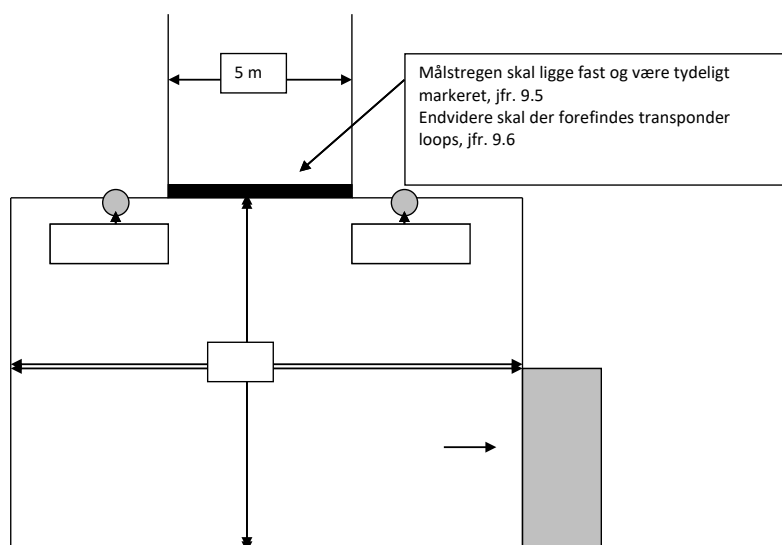 5 m
Målstregen skal ligge fast og være tydeligt
markeret, jfr. 9.5
Endvidere skal der forefindes transponder
loops, jfr. 9.6